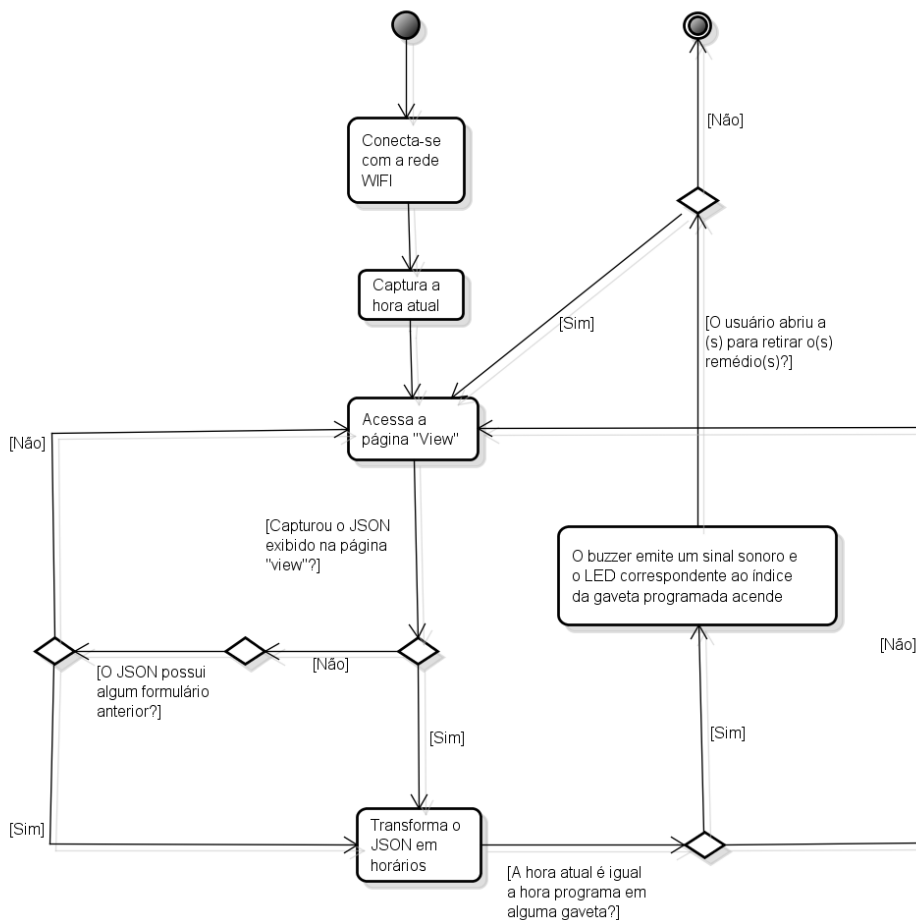 Conecta-se
com a rede
WIFI
[Não]
Captura a
hora atual
[Sim]
[O usuário abriu a
(s) para retirar o(s)
remédio(s)?]
Acessa a
página "View"
[Não]
[Capturou o JSON
exibido na página
"view"?]
O buzzer emite um sinal sonoro e
o LED correspondente ao índice
da gaveta programada acende
[Não]
[Não]
[O JSON possui
algum formulário
anterior?]
[Sim]
[Sim]
[Sim]
Transforma o
JSON em
horários
[A hora atual é igual
a hora programa em
alguma gaveta?]